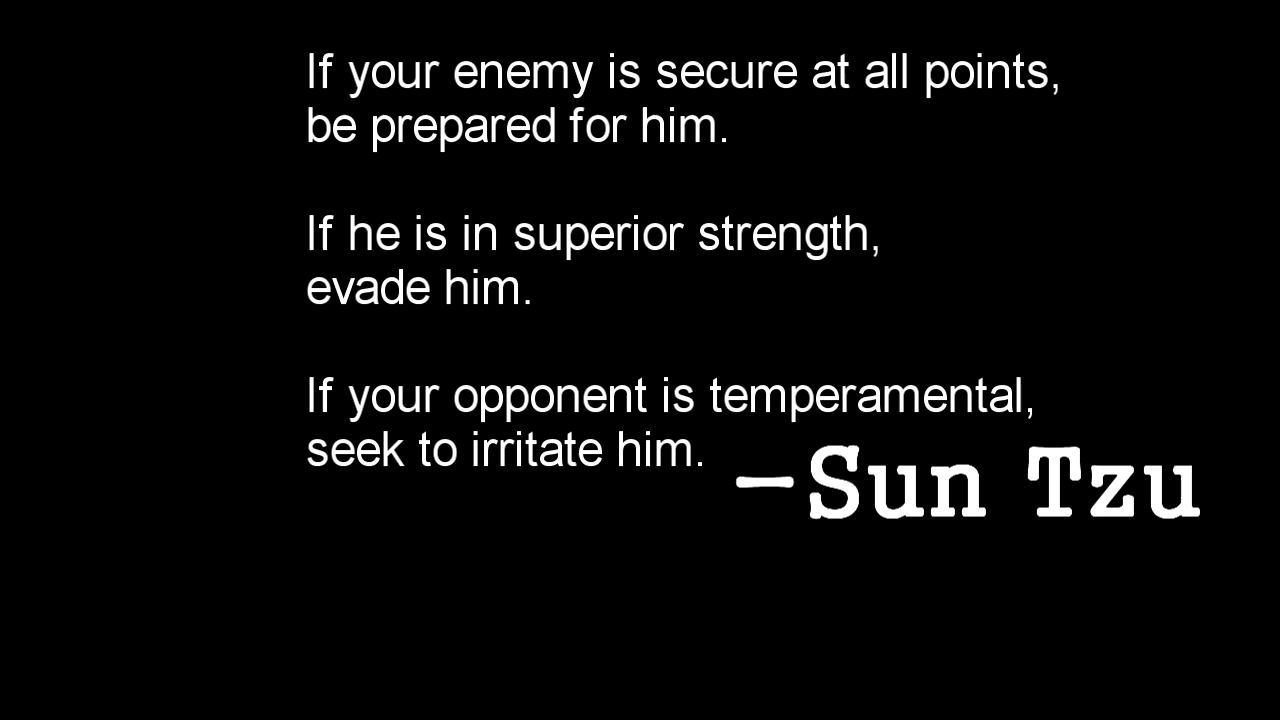 If your enemy is secure at all points,
be prepared for him.
If he is in superior strength,
evade him.
If your opponent is temperamental,
seek to irritate him.
—Sun Tzu